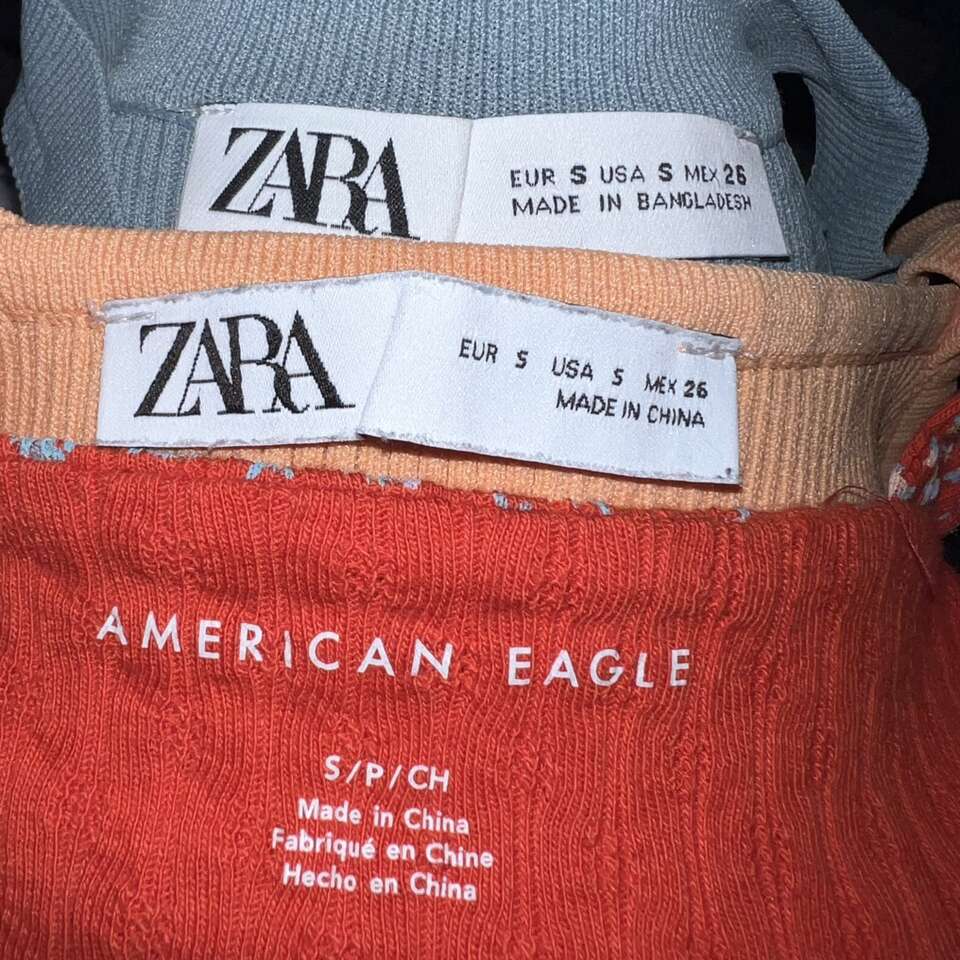 ZARA
EUR S USA S MEX 26
MADE IN BANGLADESH
ZARA
EUR S USA S MEX 26
MADE IN CHINA
AMERICAN EAGLE
S/P/CH
Made in China
Fabriqué en Chine
Hecho en China